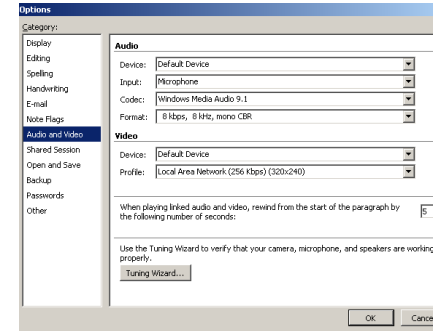 Options
Category:
Display
Editing
Spelling
Handwriting
E-mail
Note Flags
Audio and Video
Shared Session
Open and Save
Backup
Passwords
Other
Audio
Device: Default Device
Input: Microphone
Codec: Windows Media Audio 9.1
Format: 8 kbps, 8 kHz, mono CBR
Video
Device: Default Device
Profile: Local Area Network (256 Kbps) (320x240)
When playing linked audio and video, rewind from the start of the paragraph by 5
the following number of seconds:
Use the Tuning Wizard to verify that your camera, microphone, and speakers are working
properly.
Tuning Wizard...
OK Cance